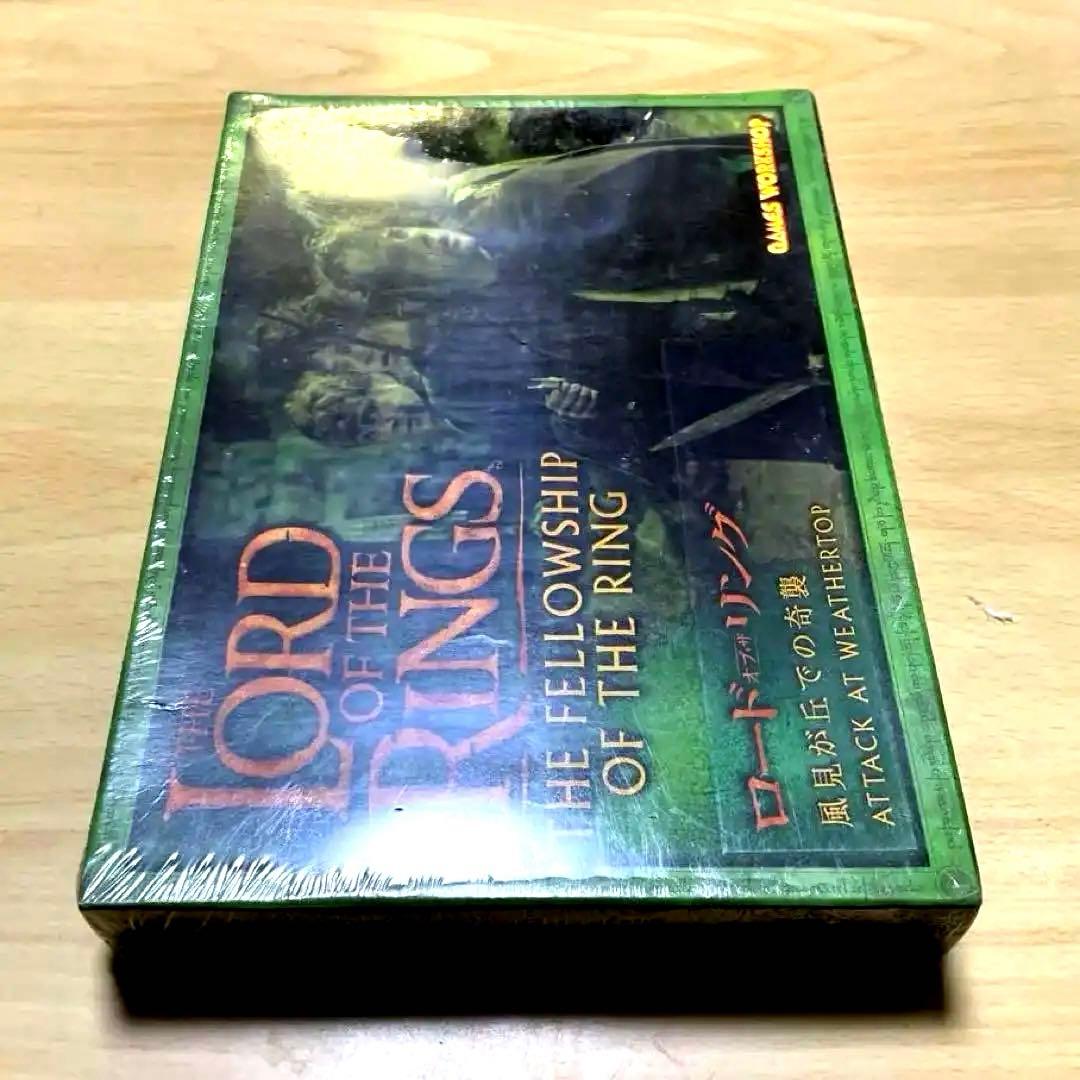 GAMES WORKSHOP
THE
LORD
OF THE
RINGS
THE FELLOWSHIP
OF THE RING
ロード オブ・ザ リング
風見が丘での奇襲
ATTACK AT WEATHERTOP